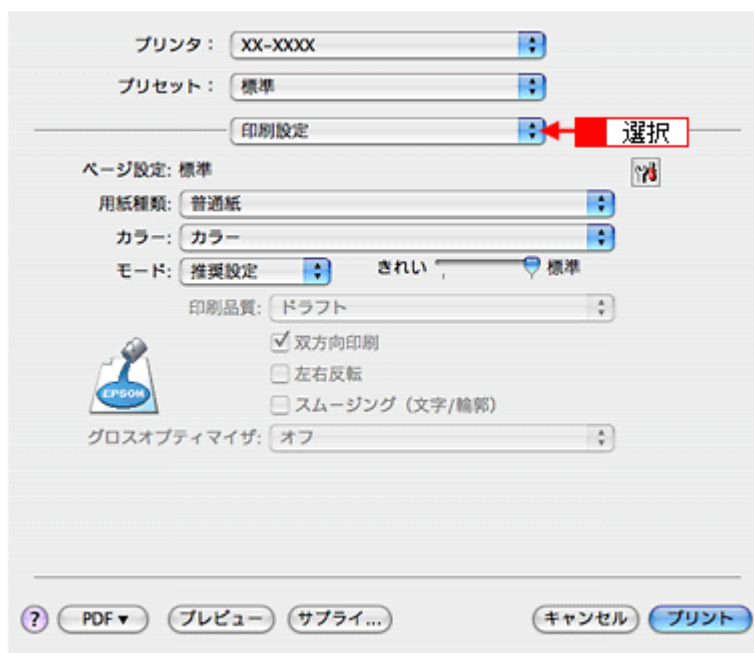 プリンタ： XX-XXXX
プリセット： 標準
印刷設定 選択
ページ設定: 標準
用紙種類: 普通紙
カラー: カラー
モード: 推奨設定 きれい 標準
印刷品質: ドラフト
双方向印刷
左右反転
スムージング（文字/輪郭）
EPSON
グロスオプティマイザ: オフ
? PDF▼ プレビュー サプライ... キャンセル プリント